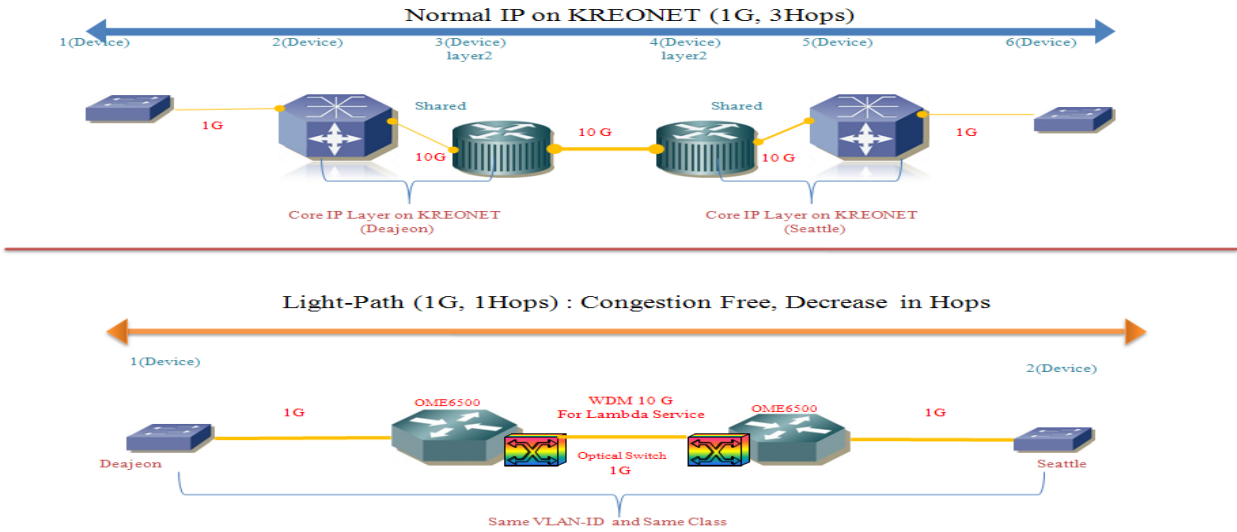 Normal IP on KREONET (1G, 3Hops)
1(Device)
2(Device)
3(Device)
layer2
4(Device)
layer2
5(Device)
6(Device)
Shared
Shared
1G
10G
10 G
10 G
1G
Core IP Layer on KREONET
(Deajeon)
Core IP Layer on KREONET
(Seattle)
Light-Path (1G, 1Hops) : Congestion Free, Decrease in Hops
1(Device)
2(Device)
1G
OME6500
WDM 10 G
For Lambda Service
OME6500
1G
Optical Switch
1G
Deajeon
Seattle
Same VLAN-ID and Same Class